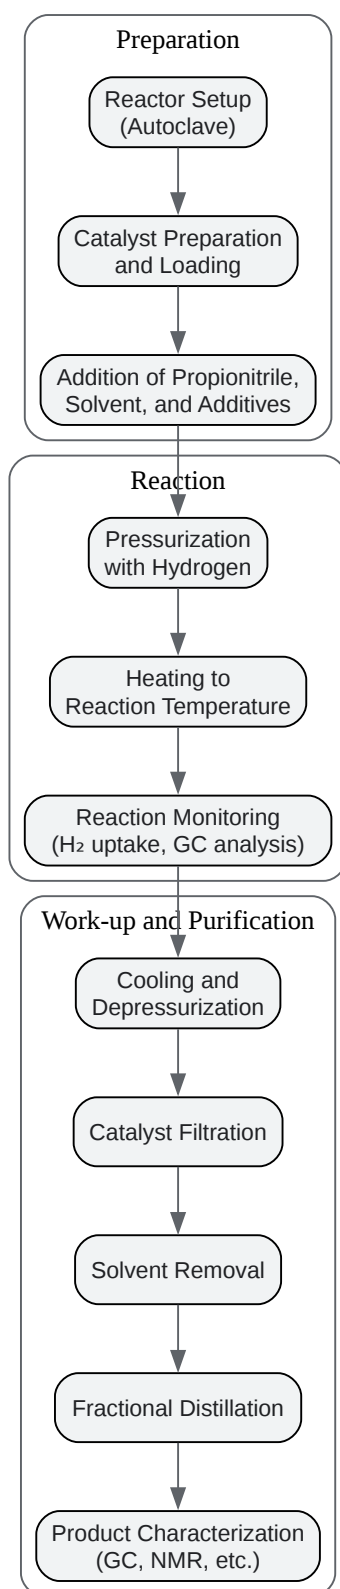 Preparation
Reactor Setup
(Autoclave)
Catalyst Preparation
and Loading
Addition of Propionitrile,
Solvent, and Additives
Reaction
Pressurization
with Hydrogen
Heating to
Reaction Temperature
Reaction Monitoring
(H₂ uptake, GC analysis)
Work-up and Purification
Cooling and
Depressurization
Catalyst Filtration
Solvent Removal
Fractional Distillation
Product Characterization
(GC, NMR, etc.)